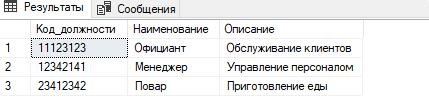 Результаты Сообщения
Код_должности Наименование Описание
1 11123123 Официант Обслуживание клиентов
2 12342141 Менеджер Управление персоналом
3 23412342 Повар Приготовление еды